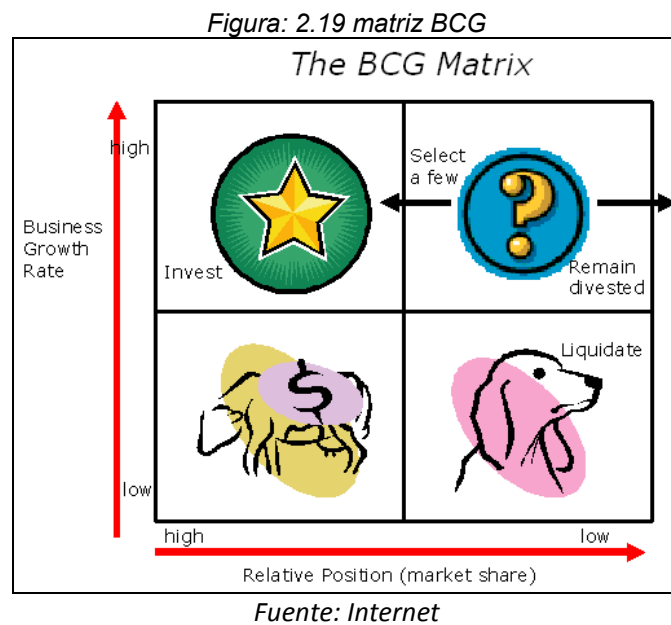 Figura: 2.19 matriz BCG
The BCG Matrix
high
Select
a few
Business
Growth
Rate
Invest
?
Remain
divested
Liquidate
$
low
high
low
Relative Position (market share)
Fuente: Internet